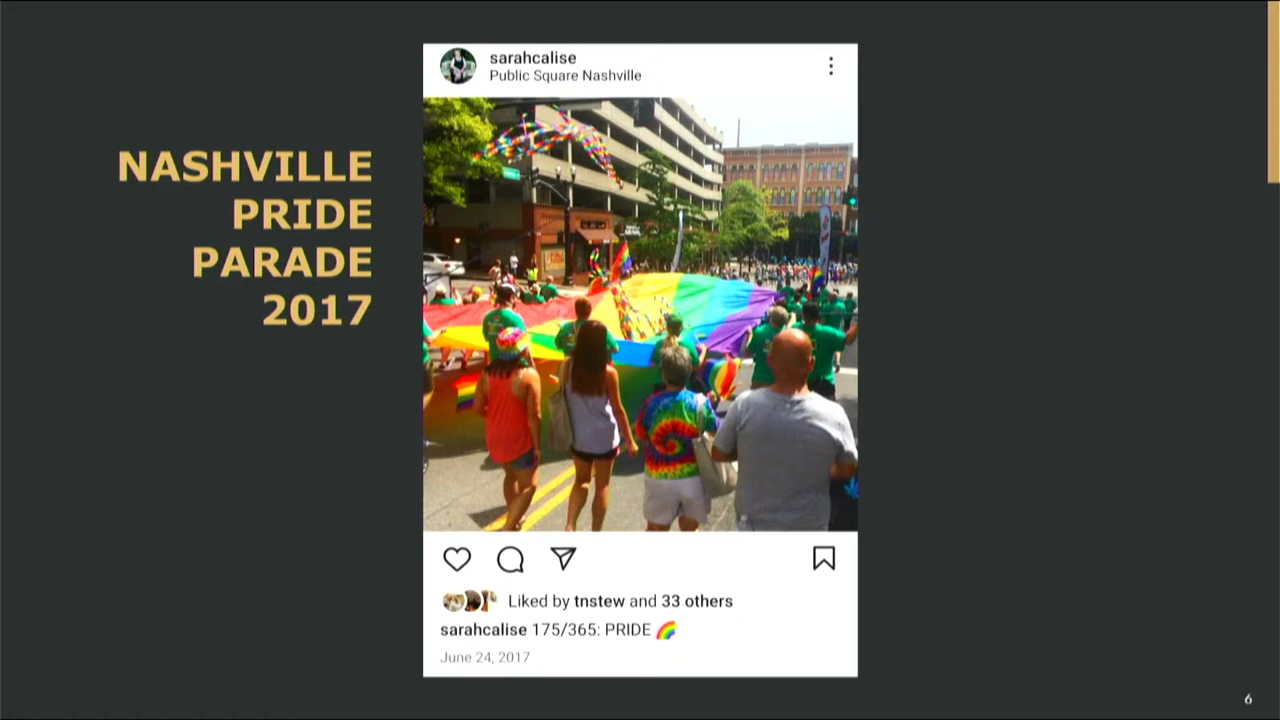 NASHVILLE
PRIDE
PARADE
2017
sarahcalise
Public Square Nashville
Liked by tnstew and 33 others
sarahcalise 175/365: PRIDE 🌈
June 24, 2017
6